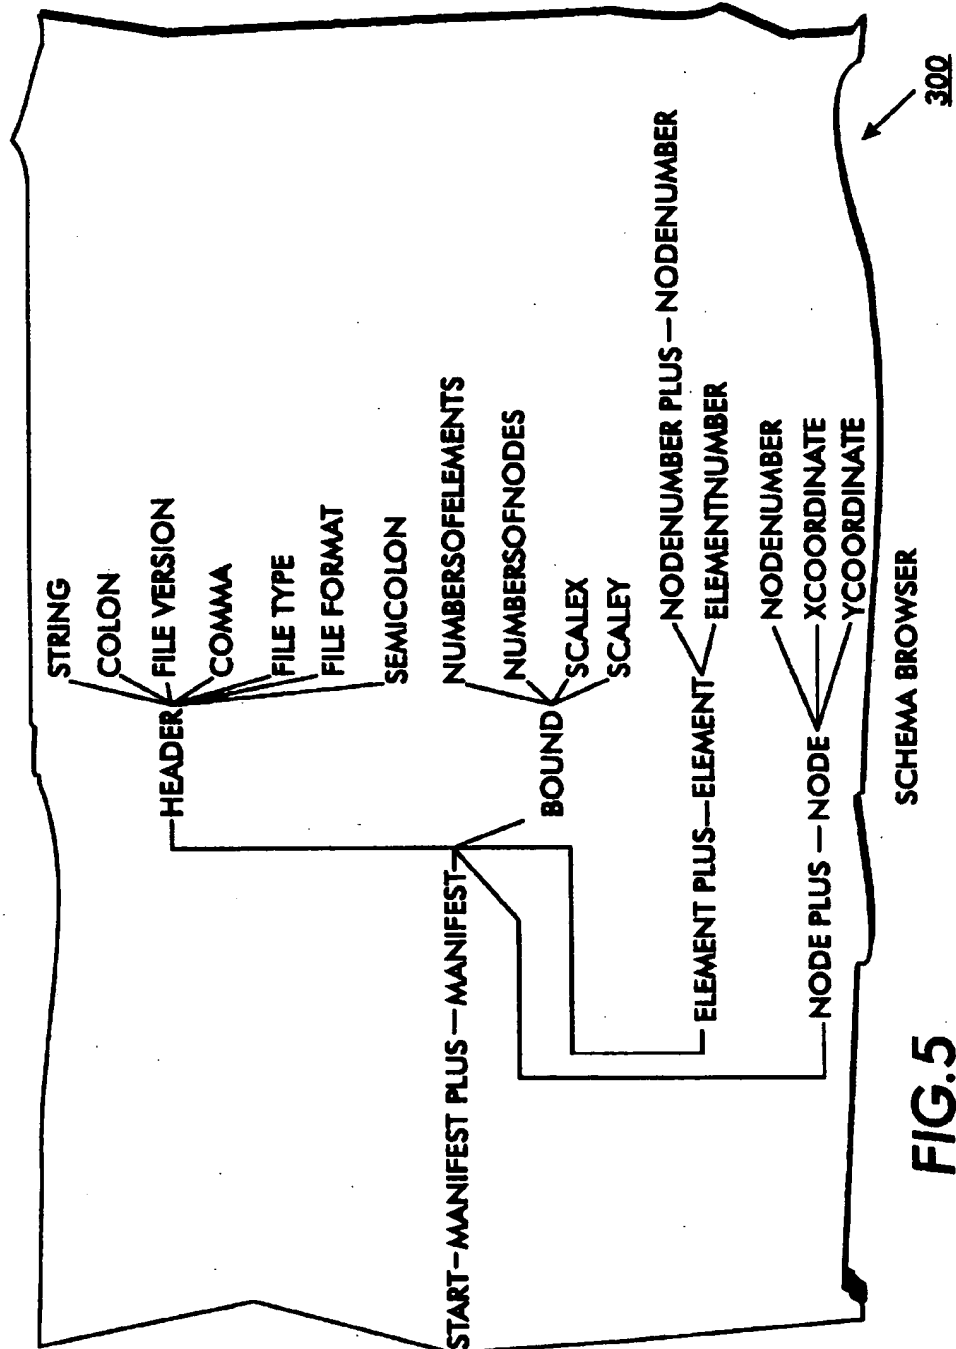 STRING
COLON
FILE VERSION
COMMA
FILE TYPE
FILE FORMAT
SEMICOLON
HEADER
START–MANIFEST PLUS–MANIFEST
NUMBERSOFELEMENTS
NUMBERSOFNODES
SCALEX
SCALEY
BOUND
NODENUMBER PLUS–NODENUMBER
ELEMENT PLUS–ELEMENT
ELEMENTNUMBER
NODENUMBER
NODE PLUS–NODE
XCOORDINATE
YCOORDINATE
SCHEMA BROWSER
300
FIG.5